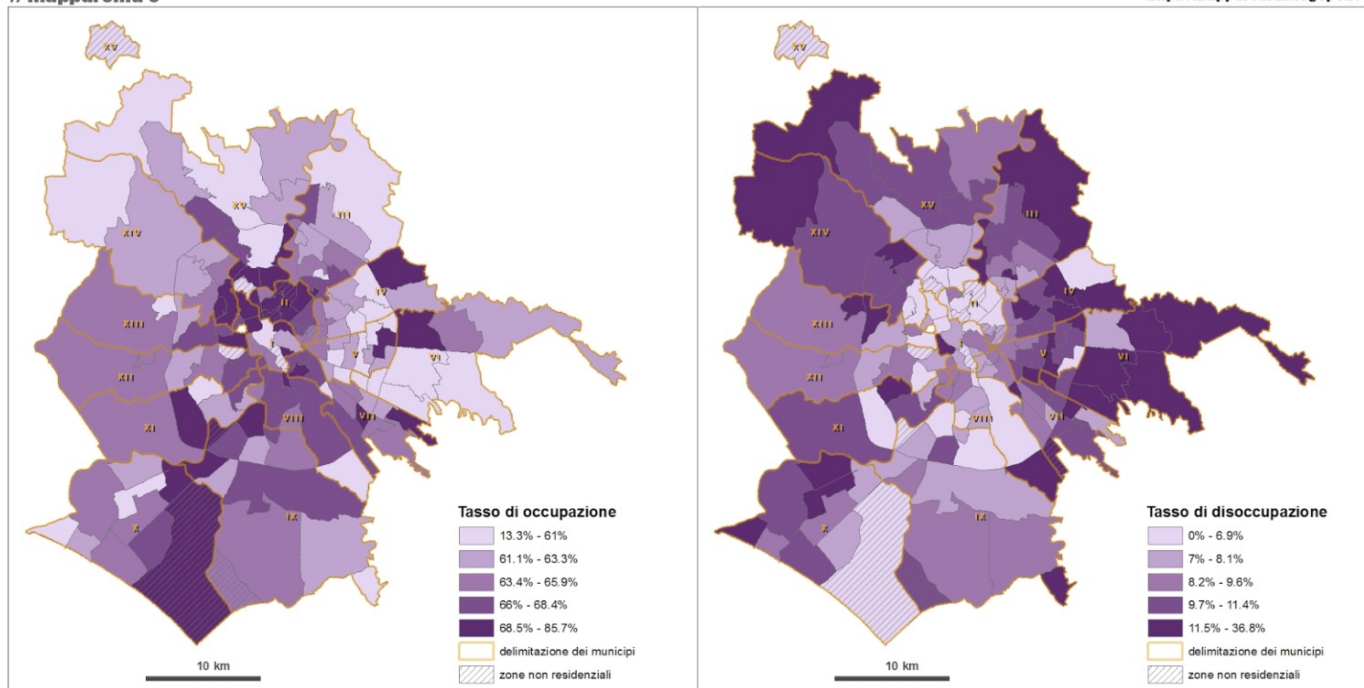 XV
XV
III
XIV
IV
II
XIII
I
V
VI
XII
VIII
VII
XI
X
IX
Tasso di occupazione
13.3% - 61%
61.1% - 63.3%
63.4% - 65.9%
66% - 68.4%
68.5% - 85.7%
delimitazione dei municipi
zone non residenziali
10 km
XV
XV
III
XIV
IV
II
XIII
I
V
VI
XII
VIII
VII
XI
X
IX
Tasso di disoccupazione
0% - 6.9%
7% - 8.1%
8.2% - 9.6%
9.7% - 11.4%
11.5% - 36.8%
delimitazione dei municipi
zone non residenziali
10 km